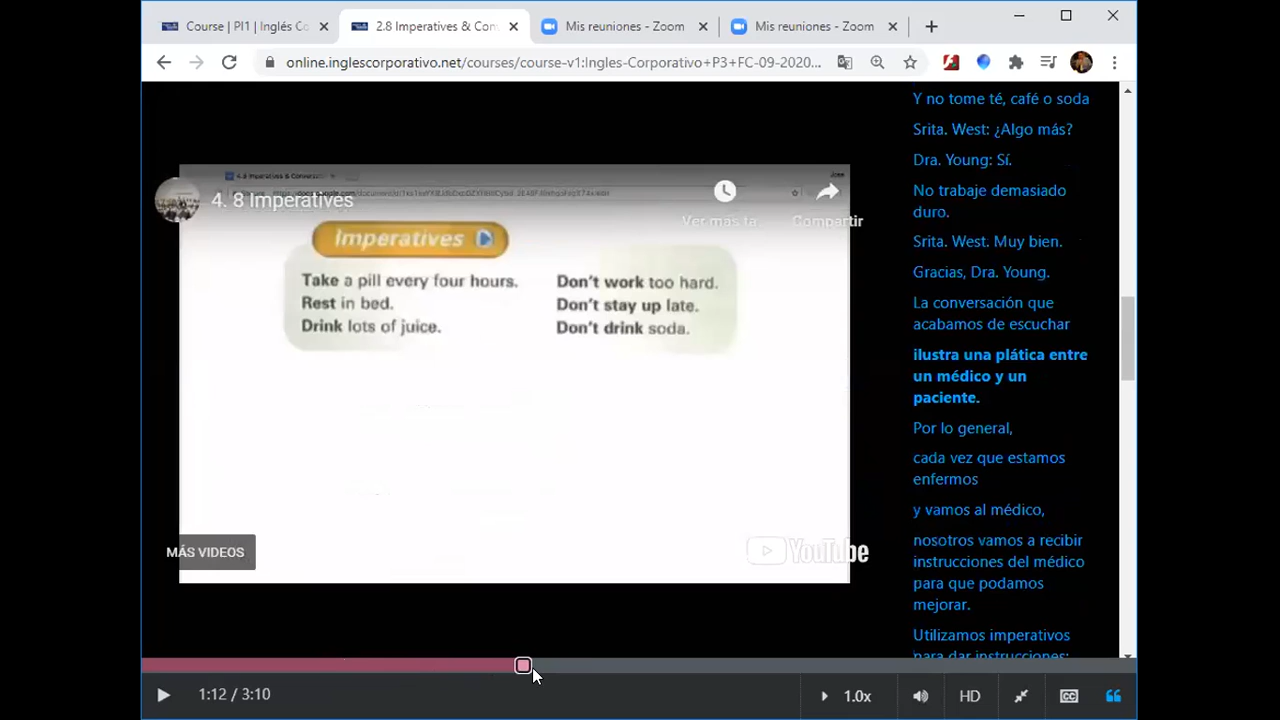 Course | PI1 | Inglés Co
2.8 Imperatives & Con
Mis reuniones - Zoom
Mis reuniones - Zoom
online.inglescorporativo.net/courses/course-v1:Ingles-Corporativo+P3+FC-09-2020...
4. 8 Imperatives
Ver más ta
Compartir
Imperatives
Take a pill every four hours.
Rest in bed.
Drink lots of juice.
Don't work too hard.
Don't stay up late.
Don't drink soda.
MÁS VIDEOS
YouTube
Y no tome té, café o soda
Srita. West: ¿Algo más?
Dra. Young: Sí.
No trabaje demasiado
duro.
Srita. West. Muy bien.
Gracias, Dra. Young.
La conversación que
acabamos de escuchar
ilustra una plática entre
un médico y un
paciente.
Por lo general,
cada vez que estamos
enfermos
y vamos al médico,
nosotros vamos a recibir
instrucciones del médico
para que podamos
mejorar.
Utilizamos imperativos
para dar instrucciones:
1:12 / 3:10
1.0x
HD
CC